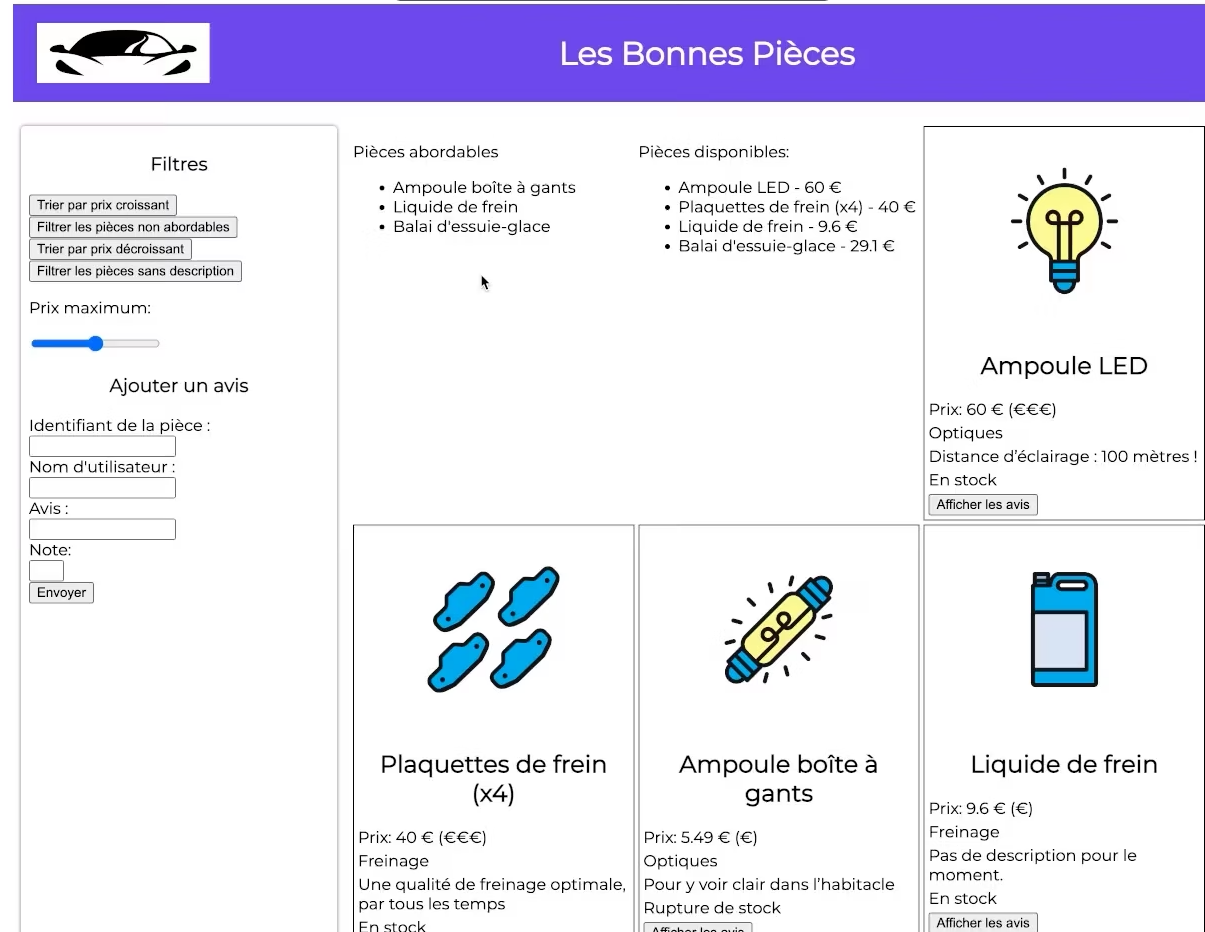 Les Bonnes Pièces
Filtres
Trier par prix croissant
Filtrer les pièces non abordables
Trier par prix décroissant
Filtrer les pièces sans description
Prix maximum:
Ajouter un avis
Identifiant de la pièce :
Nom d'utilisateur :
Avis :
Note:
Envoyer
Pièces abordables
• Ampoule boîte à gants
• Liquide de frein
• Balai d'essuie-glace
Pièces disponibles:
• Ampoule LED - 60 €
• Plaquettes de frein (x4) - 40 €
• Liquide de frein - 9.6 €
• Balai d'essuie-glace - 29.1 €
Ampoule LED
Prix: 60 € (€€€)
Optiques
Distance d’éclairage : 100 mètres !
En stock
Afficher les avis
Plaquettes de frein
(x4)
Prix: 40 € (€€€)
Freinage
Une qualité de freinage optimale,
par tous les temps
En stock
Ampoule boîte à
gants
Prix: 5.49 € (€)
Optiques
Pour y voir clair dans l’habitacle
Rupture de stock
Afficher les avis
Liquide de frein
Prix: 9.6 € (€)
Freinage
Pas de description pour le
moment.
En stock
Afficher les avis